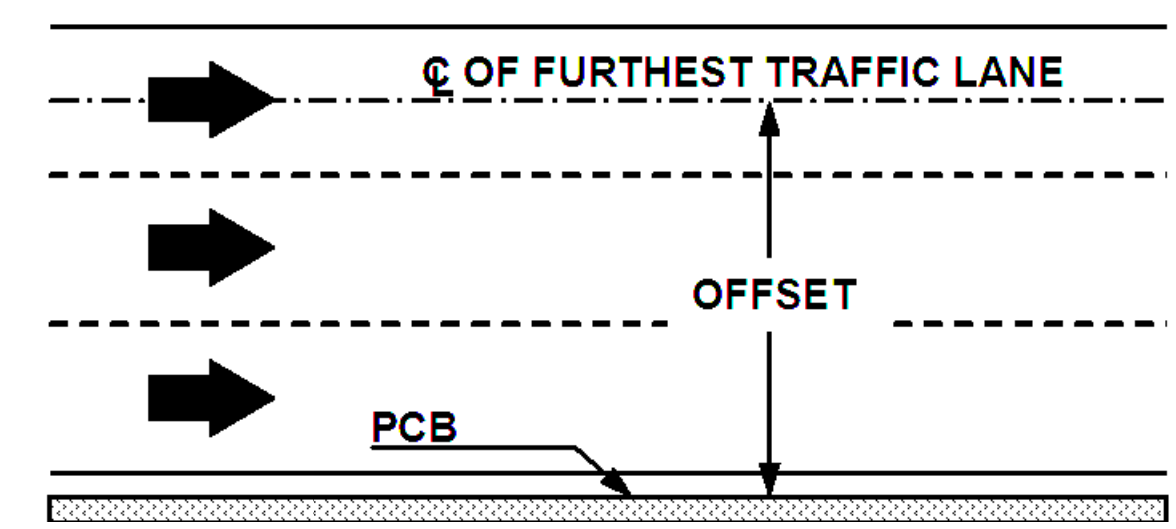 ℄ OF FURTHEST TRAFFIC LANE
OFFSET
PCB